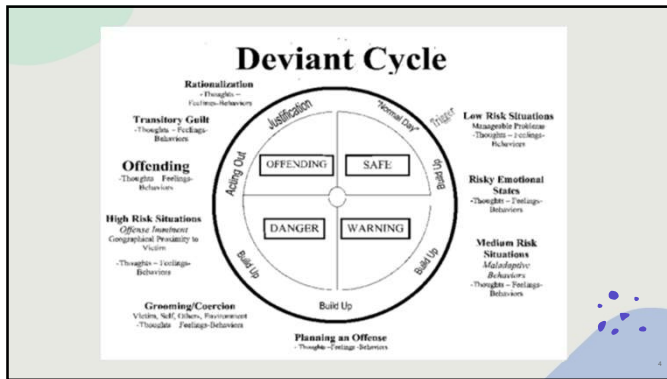 Deviant Cycle
Rationalization
-Thoughts –
Feelings-Behaviors
Transitory Guilt
-Thoughts – Feelings-
Behaviors
Offending
-Thoughts Feelings-
Behaviors
High Risk Situations
Offense Imminent
Geographical Proximity to
Victim
-Thoughts – Feelings-
Behaviors
Grooming/Coercion
Victim, Self, Others, Environment
-Thoughts Feelings-Behaviors
Planning an Offense
- Thoughts –Feelings -Behaviors
Low Risk Situations
Manageable Problems
-Thoughts – Feelings-
Behaviors
Risky Emotional
States
-Thoughts – Feelings-
Behaviors
Medium Risk
Situations
Maladaptive
Behaviors
-Thoughts – Feelings-
Behaviors
Justification
"Normal Day"
Trigger
Acting Out
Build Up
Build Up
Build Up
Build Up
OFFENDING
SAFE
DANGER
WARNING
4